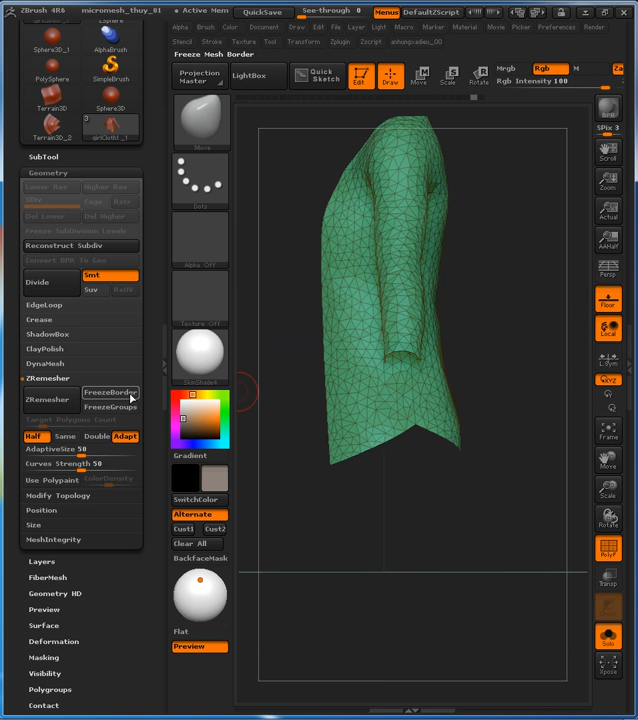 ZBrush 4R6 micromesh_thuy_01 ● Active Mem QuickSave See-through 0 Menus DefaultZScript
Alpha Brush Color Document Draw Edit File Layer Light Macro Marker Material Movie Picker Preferences Render
Stencil Stroke Texture Tool Transform Zplugin Zscript anhungxadieu_00
Freeze Mesh Border
Projection Master
LightBox
Quick Sketch
Edit Draw Move Scale Rotate
Mrgb Rgb M
Rgb Intensity 100
Sphere3D_1 AlphaBrush
PolySphere SimpleBrush
Terrain3D Sphere3D
3
Terrain3D_2
SubTool
Geometry
Lower Res Higher Res
SDiv Cage Rstr
Del Lower Del Higher
Freeze SubDivision Levels
Reconstruct Subdiv
Convert BPR To Geo
Divide
Smt
Suv ReUV
EdgeLoop
Crease
ShadowBox
ClayPolish
DynaMesh
ZRemesher
ZRemesher
FreezeBorder
FreezeGroups
Target Polygons Count
Half Same Double Adapt
AdaptiveSize 50
Curves Strength 50
Use Polypaint ColorDensity
Modify Topology
Position
Size
MeshIntegrity
Layers
FiberMesh
Geometry HD
Preview
Surface
Deformation
Masking
Visibility
Polygroups
Contact
Move
Dots
Alpha Off
Texture Off
SkinShade4
Gradient
SwitchColor
Alternate
Cust1 Cust2
Clear All
BackfaceMask
Flat
Preview
BPR
SPix 3
Scroll
Zoom
Actual
AAHalf
Persp
Floor
Local
L.Sym
XYZ
Frame
Move
Scale
Rotate
PolyF
Transp
Solo
Xpose